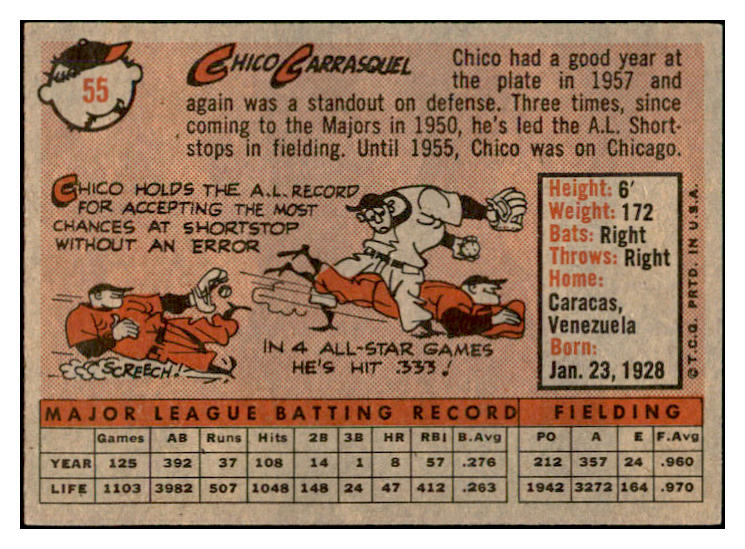 55
CHICO CARRASQUEL
Chico had a good year at
the plate in 1957 and
again was a standout on defense. Three times, since
coming to the Majors in 1950, he's led the A.L. Short-
stops in fielding. Until 1955, Chico was on Chicago.
CHICO HOLDS THE A.L. RECORD
FOR ACCEPTING THE MOST
CHANCES AT SHORTSTOP
WITHOUT AN ERROR
SCREECH!
IN 4 ALL-STAR GAMES
HE'S HIT .333!
Height: 6'
Weight: 172
Bats: Right
Throws: Right
Home:
Caracas,
Venezuela
Born:
Jan. 23, 1928
© T.C.G. PRTD. IN U.S.A.
MAJOR LEAGUE BATTING RECORD FIELDING
Games AB Runs Hits 2B 3B HR RBI B.Avg PO A E F.Avg
YEAR 125 392 37 108 14 1 8 57 .276 212 357 24 .960
LIFE 1103 3982 507 1048 148 24 47 412 .263 1942 3272 164 .970